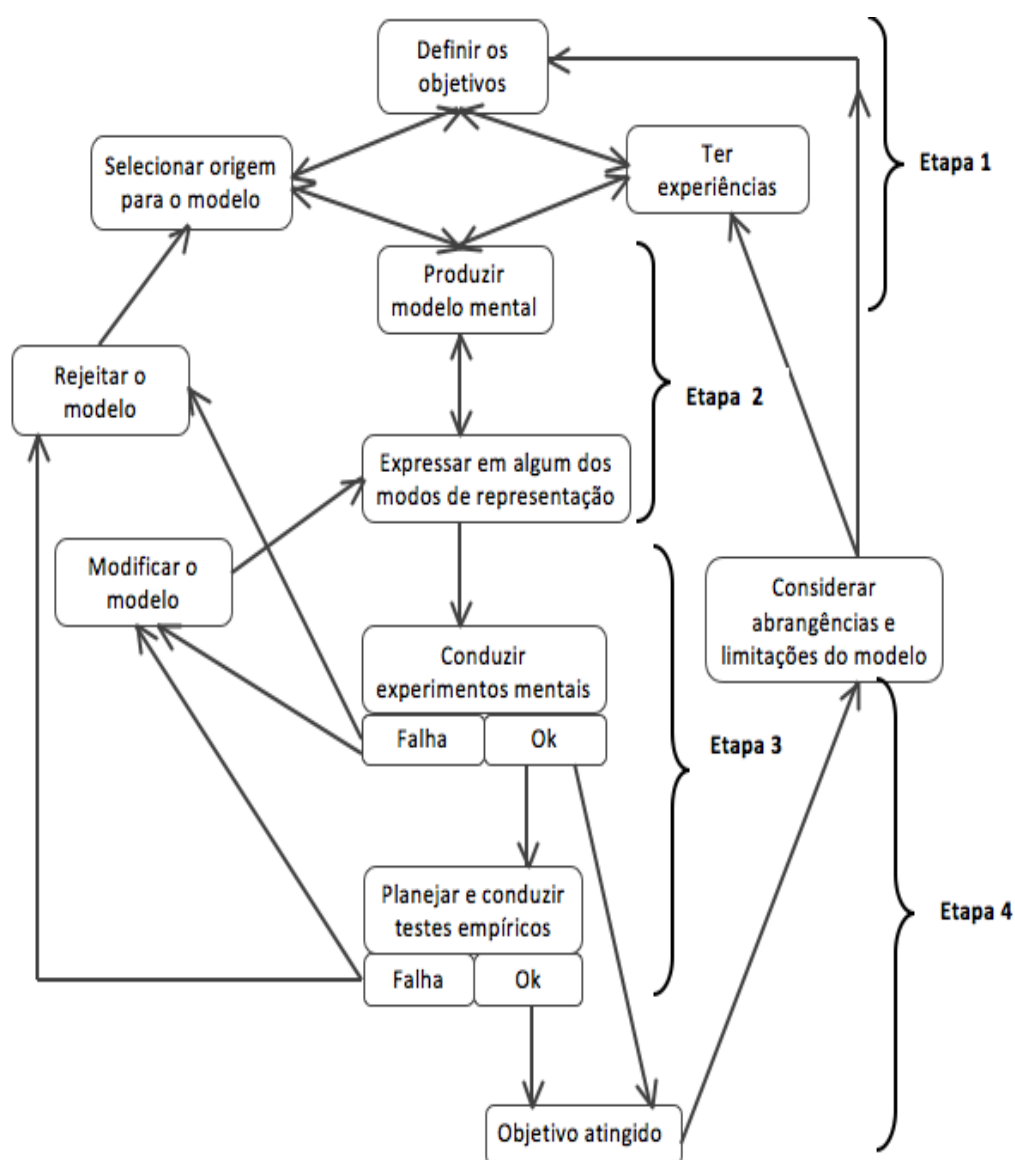 Definir os
objetivos
Selecionar origem
para o modelo
Ter
experiências
Etapa 1
Produzir
modelo mental
Rejeitar o
modelo
Etapa 2
Expressar em algum dos
modos de representação
Modificar o
modelo
Considerar
abrangências e
limitações do modelo
Conduzir
experimentos mentais
Falha
Ok
Etapa 3
Planejar e conduzir
testes empíricos
Falha
Ok
Etapa 4
Objetivo atingido